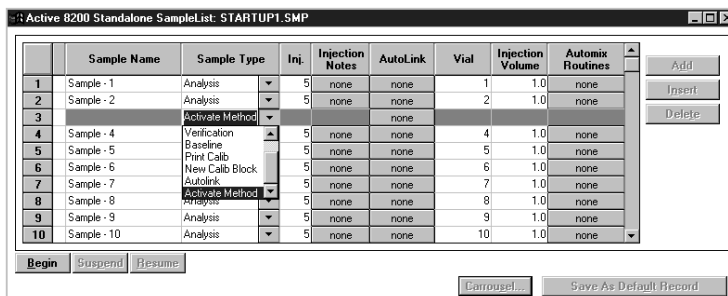 Active 8200 Standalone SampleList: STARTUP1.SMP
Sample Name Sample Type Inj. Injection Notes AutoLink Vial Injection Volume Automix Routines
Add
1 Sample - 1 Analysis 5 none none 1 1.0 none
Insert
2 Sample - 2 Analysis 5 none none 2 1.0 none
Delete
3 Activate Method none
4 Sample - 4 Verification 5 none none 4 1.0 none
Baseline
5 Sample - 5 5 none none 5 1.0 none
Print Calib
6 Sample - 6 New Calib Block 5 none none 6 1.0 none
7 Sample - 7 Autolink 5 none none 7 1.0 none
Activate Method
8 Sample - 8 Analysis 5 none none 8 1.0 none
9 Sample - 9 Analysis 5 none none 9 1.0 none
10 Sample - 10 Analysis 5 none none 10 1.0 none
Begin Suspend Resume
Carrousel... Save As Default Record